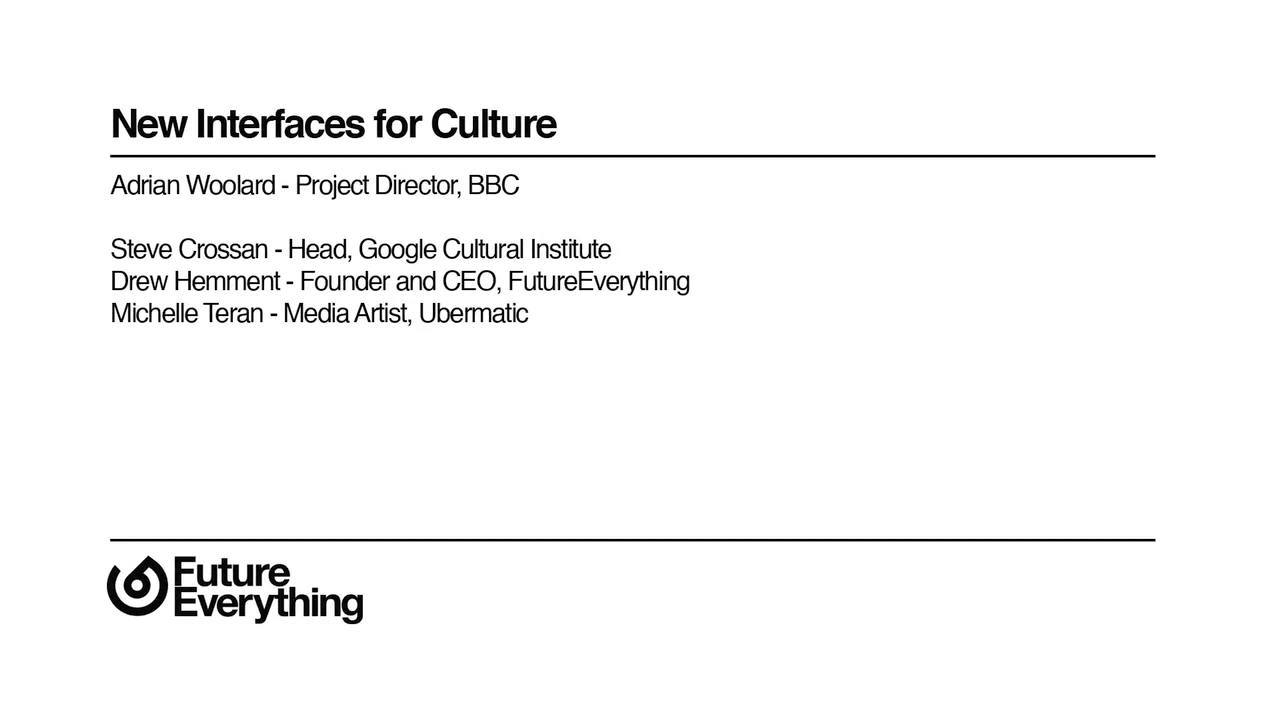 New Interfaces for Culture
Adrian Woolard - Project Director, BBC
Steve Crossan - Head, Google Cultural Institute
Drew Hemment - Founder and CEO, FutureEverything
Michelle Teran - Media Artist, Ubermatic
Future
Everything